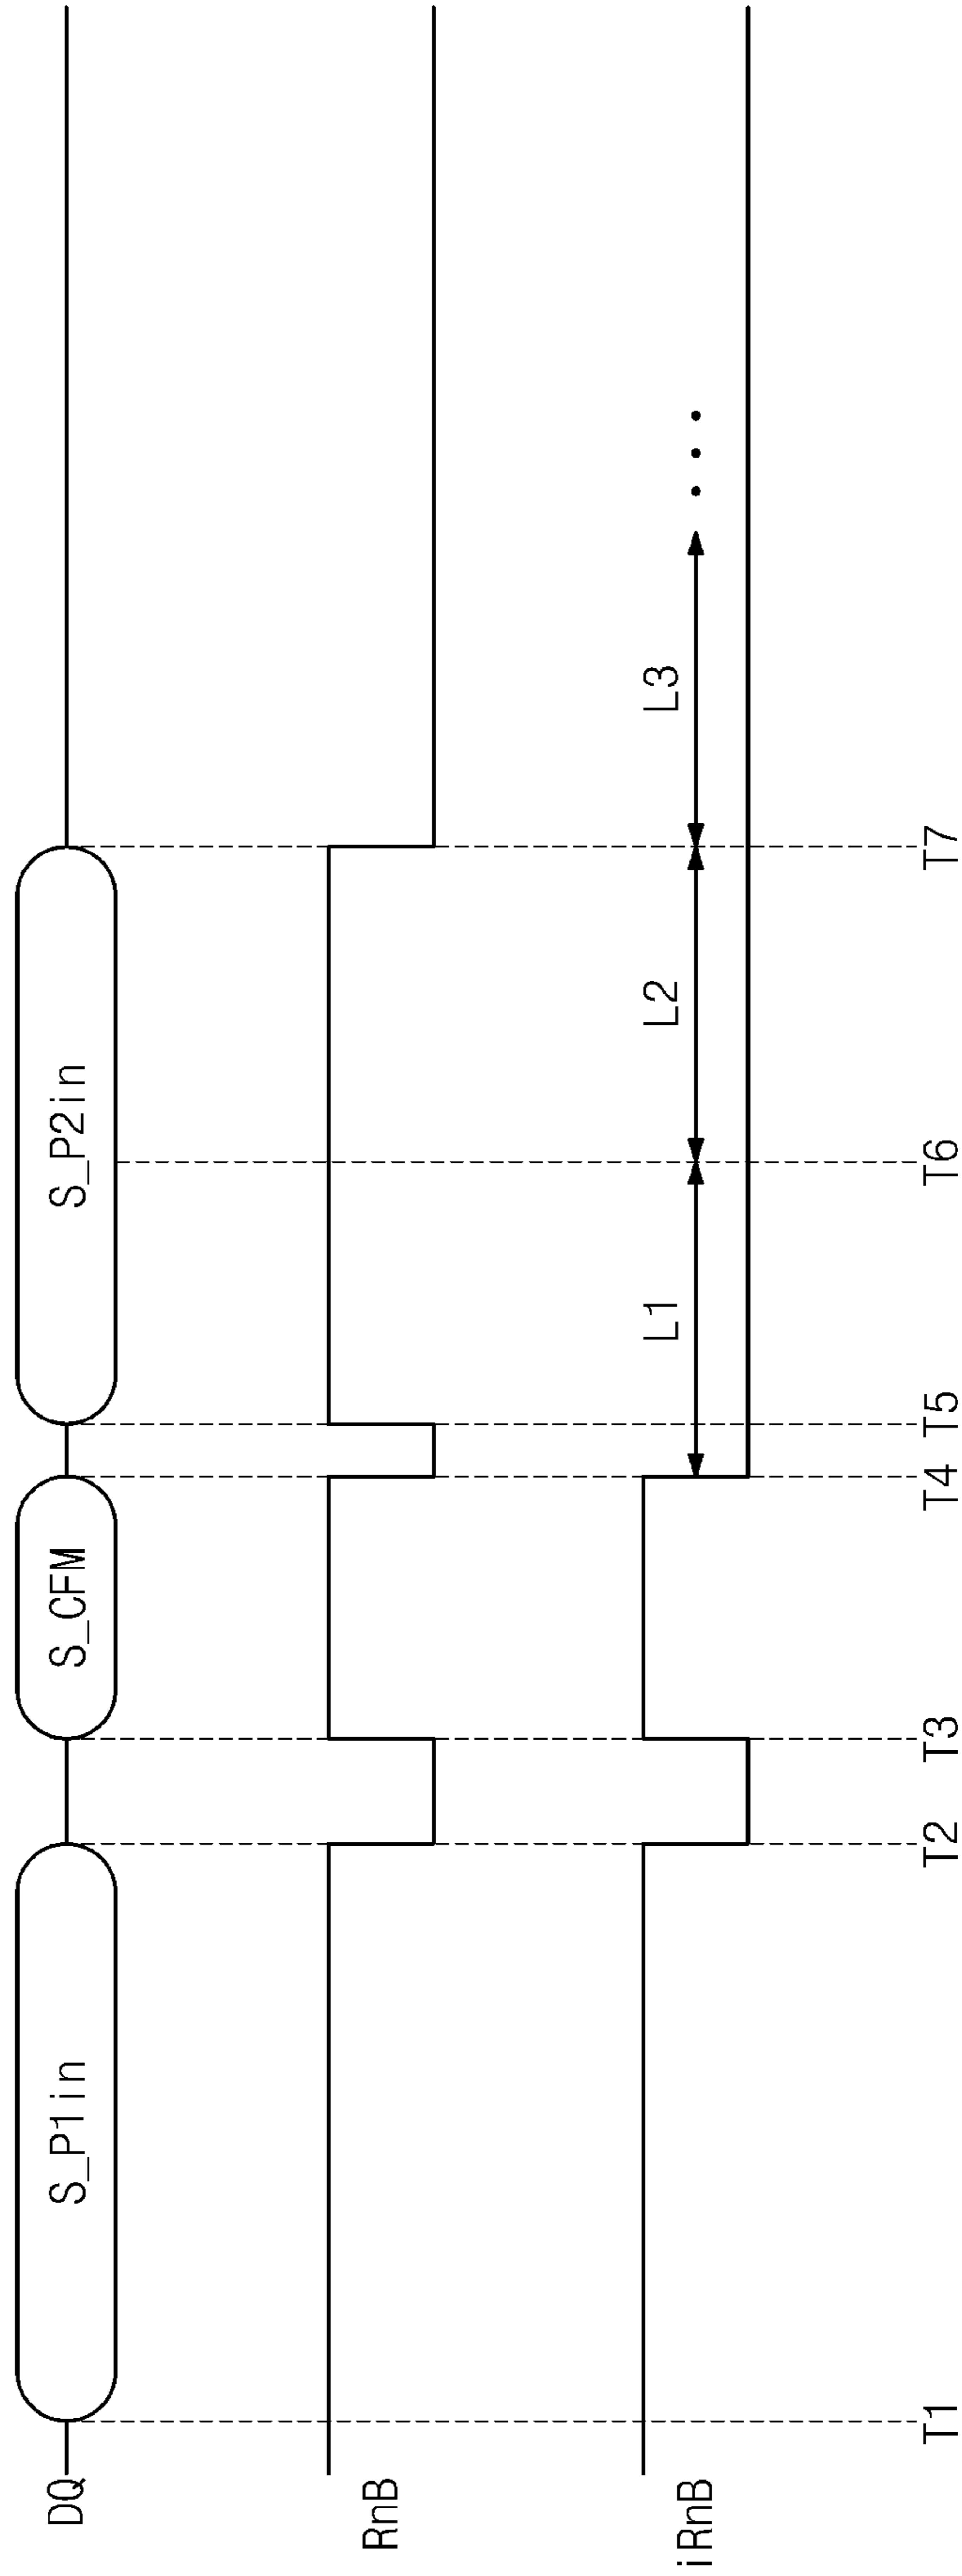 DQ
S_P1in
S_CFM
S_P2in
RnB
iRnB
L1
L2
L3
T1
T2
T3
T4
T5
T6
T7